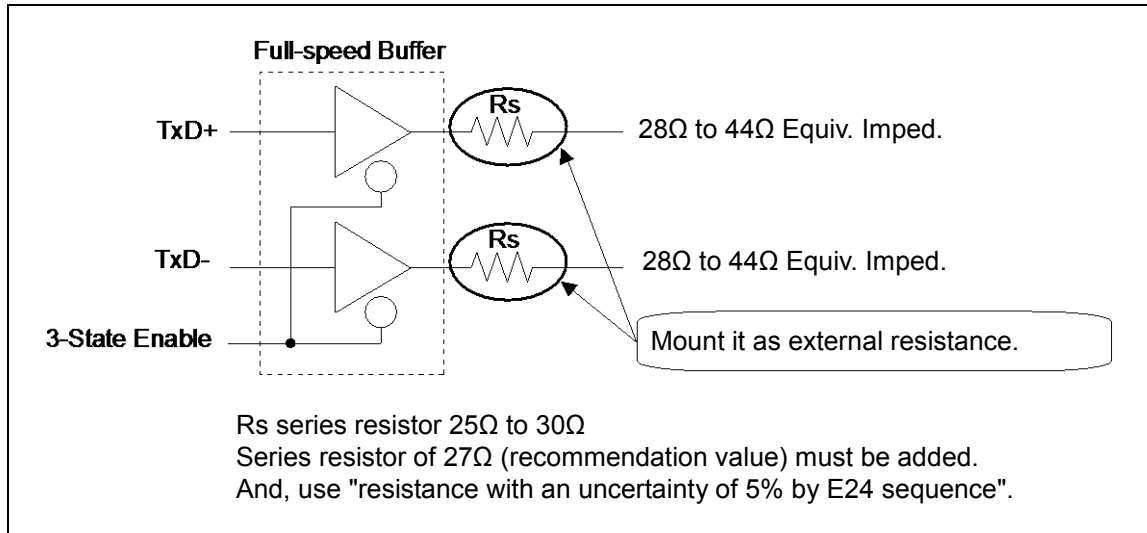 Full-speed Buffer
TxD+
Rs
28Ω to 44Ω Equiv. Imped.
TxD-
Rs
28Ω to 44Ω Equiv. Imped.
3-State Enable
Mount it as external resistance.
Rs series resistor 25Ω to 30Ω
Series resistor of 27Ω (recommendation value) must be added.
And, use "resistance with an uncertainty of 5% by E24 sequence".